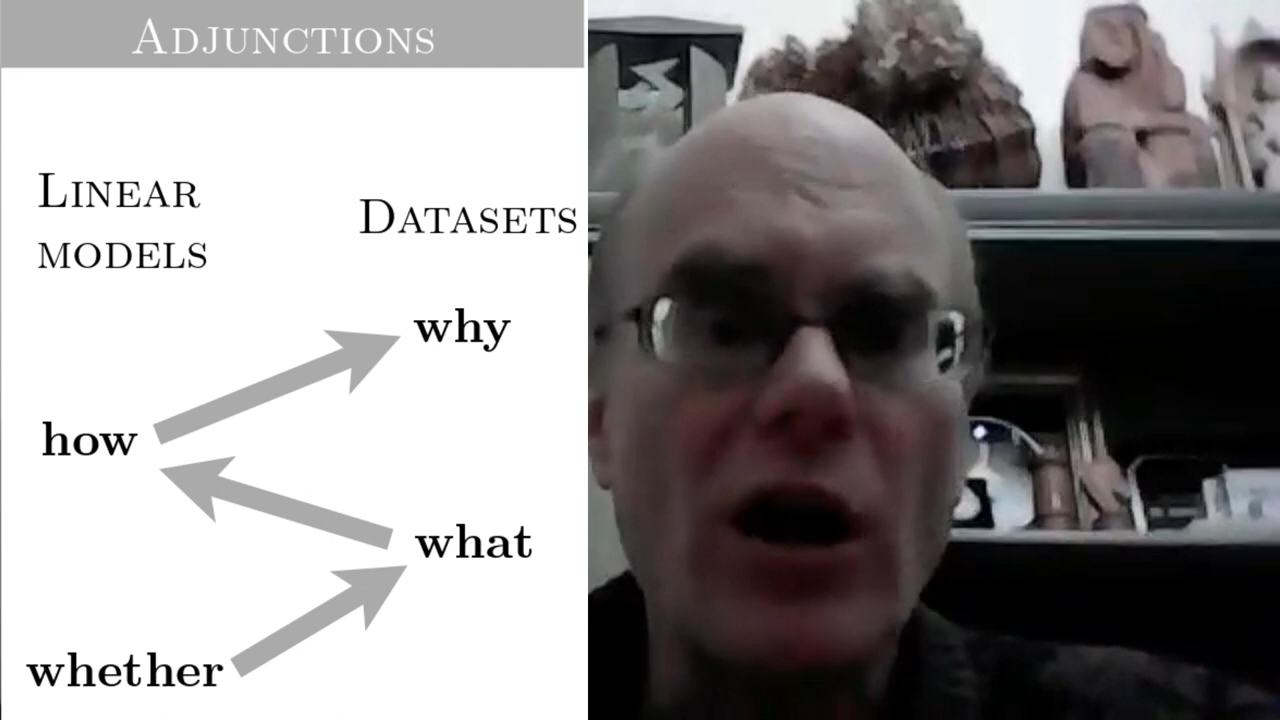 ADJUNCTIONS
LINEAR
MODELS
DATASETS
why
how
what
whether